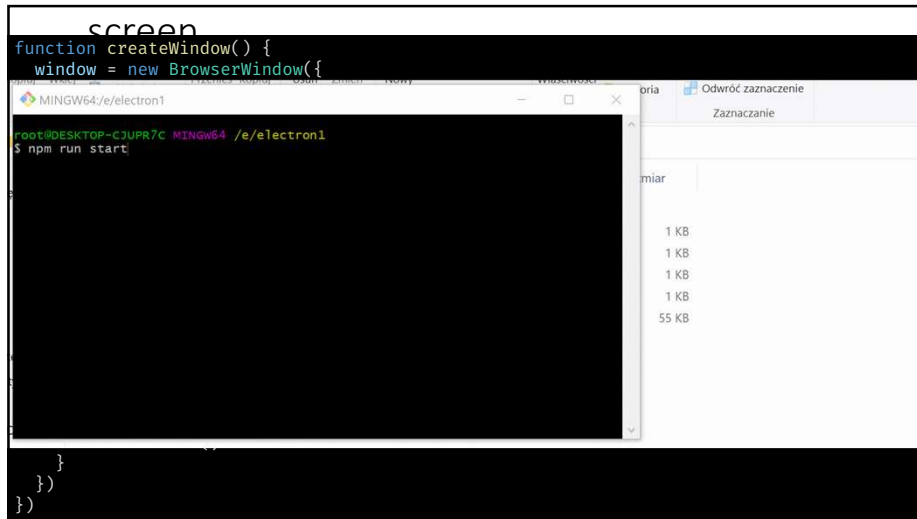 screen
function createWindow() {
window = new BrowserWindow({
Odwróć zaznaczenie
Zaznaczanie
MINGW64:/e/electron1
root@DESKTOP-CJUPR7C MINGW64 /e/electron1
$ npm run start
1 KB
1 KB
1 KB
1 KB
55 KB
}
})
})